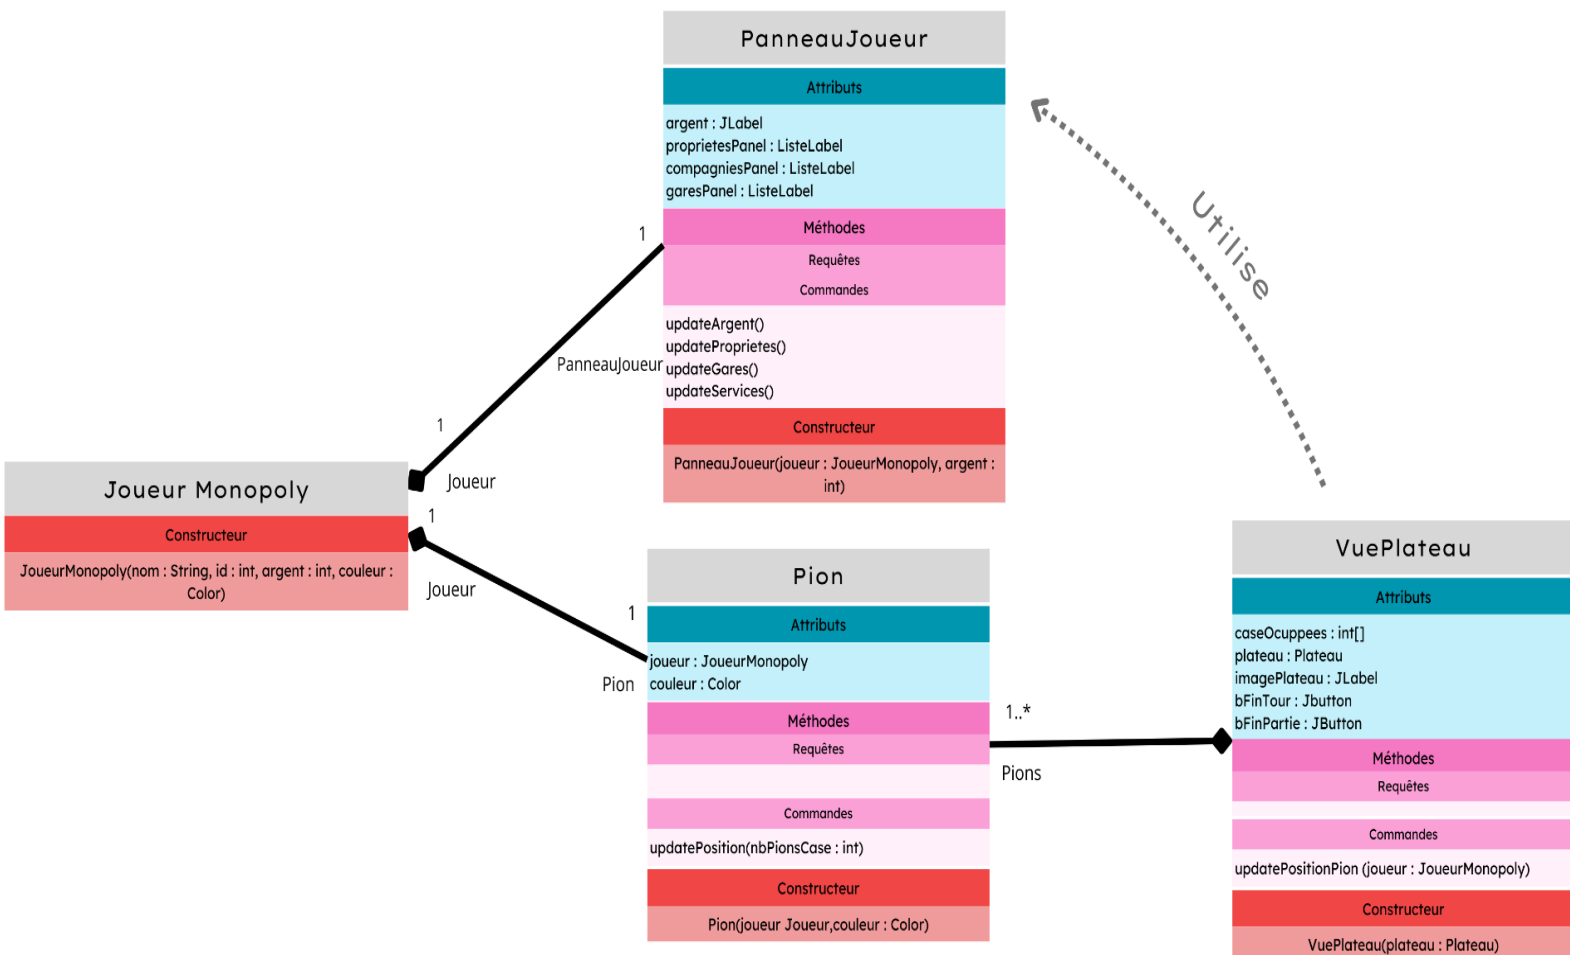 PanneauJoueur
Attributs
argent : JLabel
proprietesPanel : ListeLabel
compagniesPanel : ListeLabel
garesPanel : ListeLabel
Méthodes
Requêtes
Commandes
updateArgent()
updateProprietes()
updateGares()
updateServices()
Constructeur
PanneauJoueur(joueur : JoueurMonopoly, argent :
int)
Utilise
1
PanneauJoueur
1
Joueur
Joueur Monopoly
Constructeur
JoueurMonopoly(nom : String, id : int, argent : int, couleur :
Color)
1
Joueur
1
Pion
Pion
Attributs
joueur : JoueurMonopoly
couleur : Color
Méthodes
Requêtes
Commandes
updatePosition(nbPionsCase : int)
Constructeur
Pion(joueur Joueur,couleur : Color)
1..*
Pions
VuePlateau
Attributs
caseOcuppees : int[]
plateau : Plateau
imagePlateau : JLabel
bFinTour : Jbutton
bFinPartie : JButton
Méthodes
Requêtes
Commandes
updatePositionPion (joueur : JoueurMonopoly)
Constructeur
VuePlateau(plateau : Plateau)